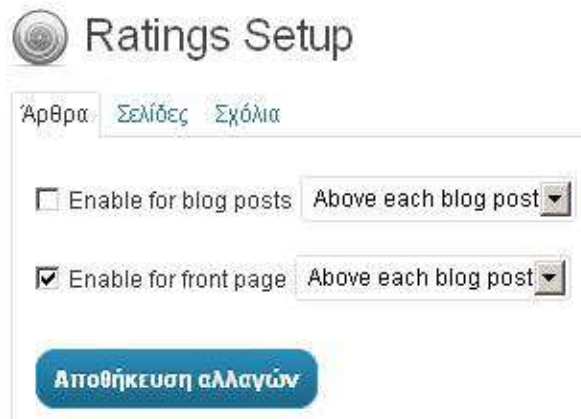 Ratings Setup
Άρθρα Σελίδες Σχόλια
Enable for blog posts Above each blog post
Enable for front page Above each blog post
Αποθήκευση αλλαγών